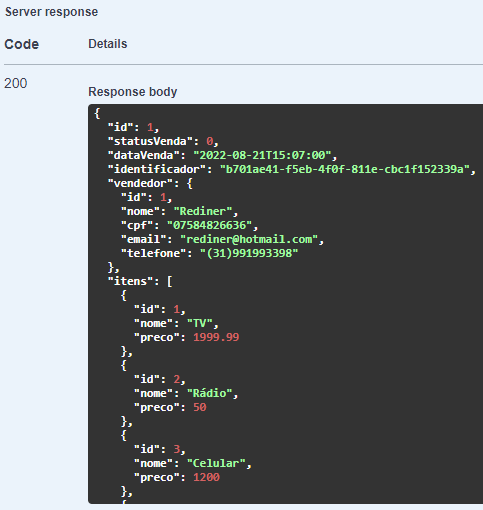 Server response
Code Details
200
Response body
{
  "id": 1,
  "statusVenda": 0,
  "dataVenda": "2022-08-21T15:07:00",
  "identificador": "b701ae41-f5eb-4f0f-811e-cbc1f152339a",
  "vendedor": {
    "id": 1,
    "nome": "Rediner",
    "cpf": "07584826636",
    "email": "rediner@hotmail.com",
    "telefone": "(31)991993398"
  },
  "itens": [
    {
      "id": 1,
      "nome": "TV",
      "preco": 1999.99
    },
    {
      "id": 2,
      "nome": "Rádio",
      "preco": 50
    },
    {
      "id": 3,
      "nome": "Celular",
      "preco": 1200
    },
    {